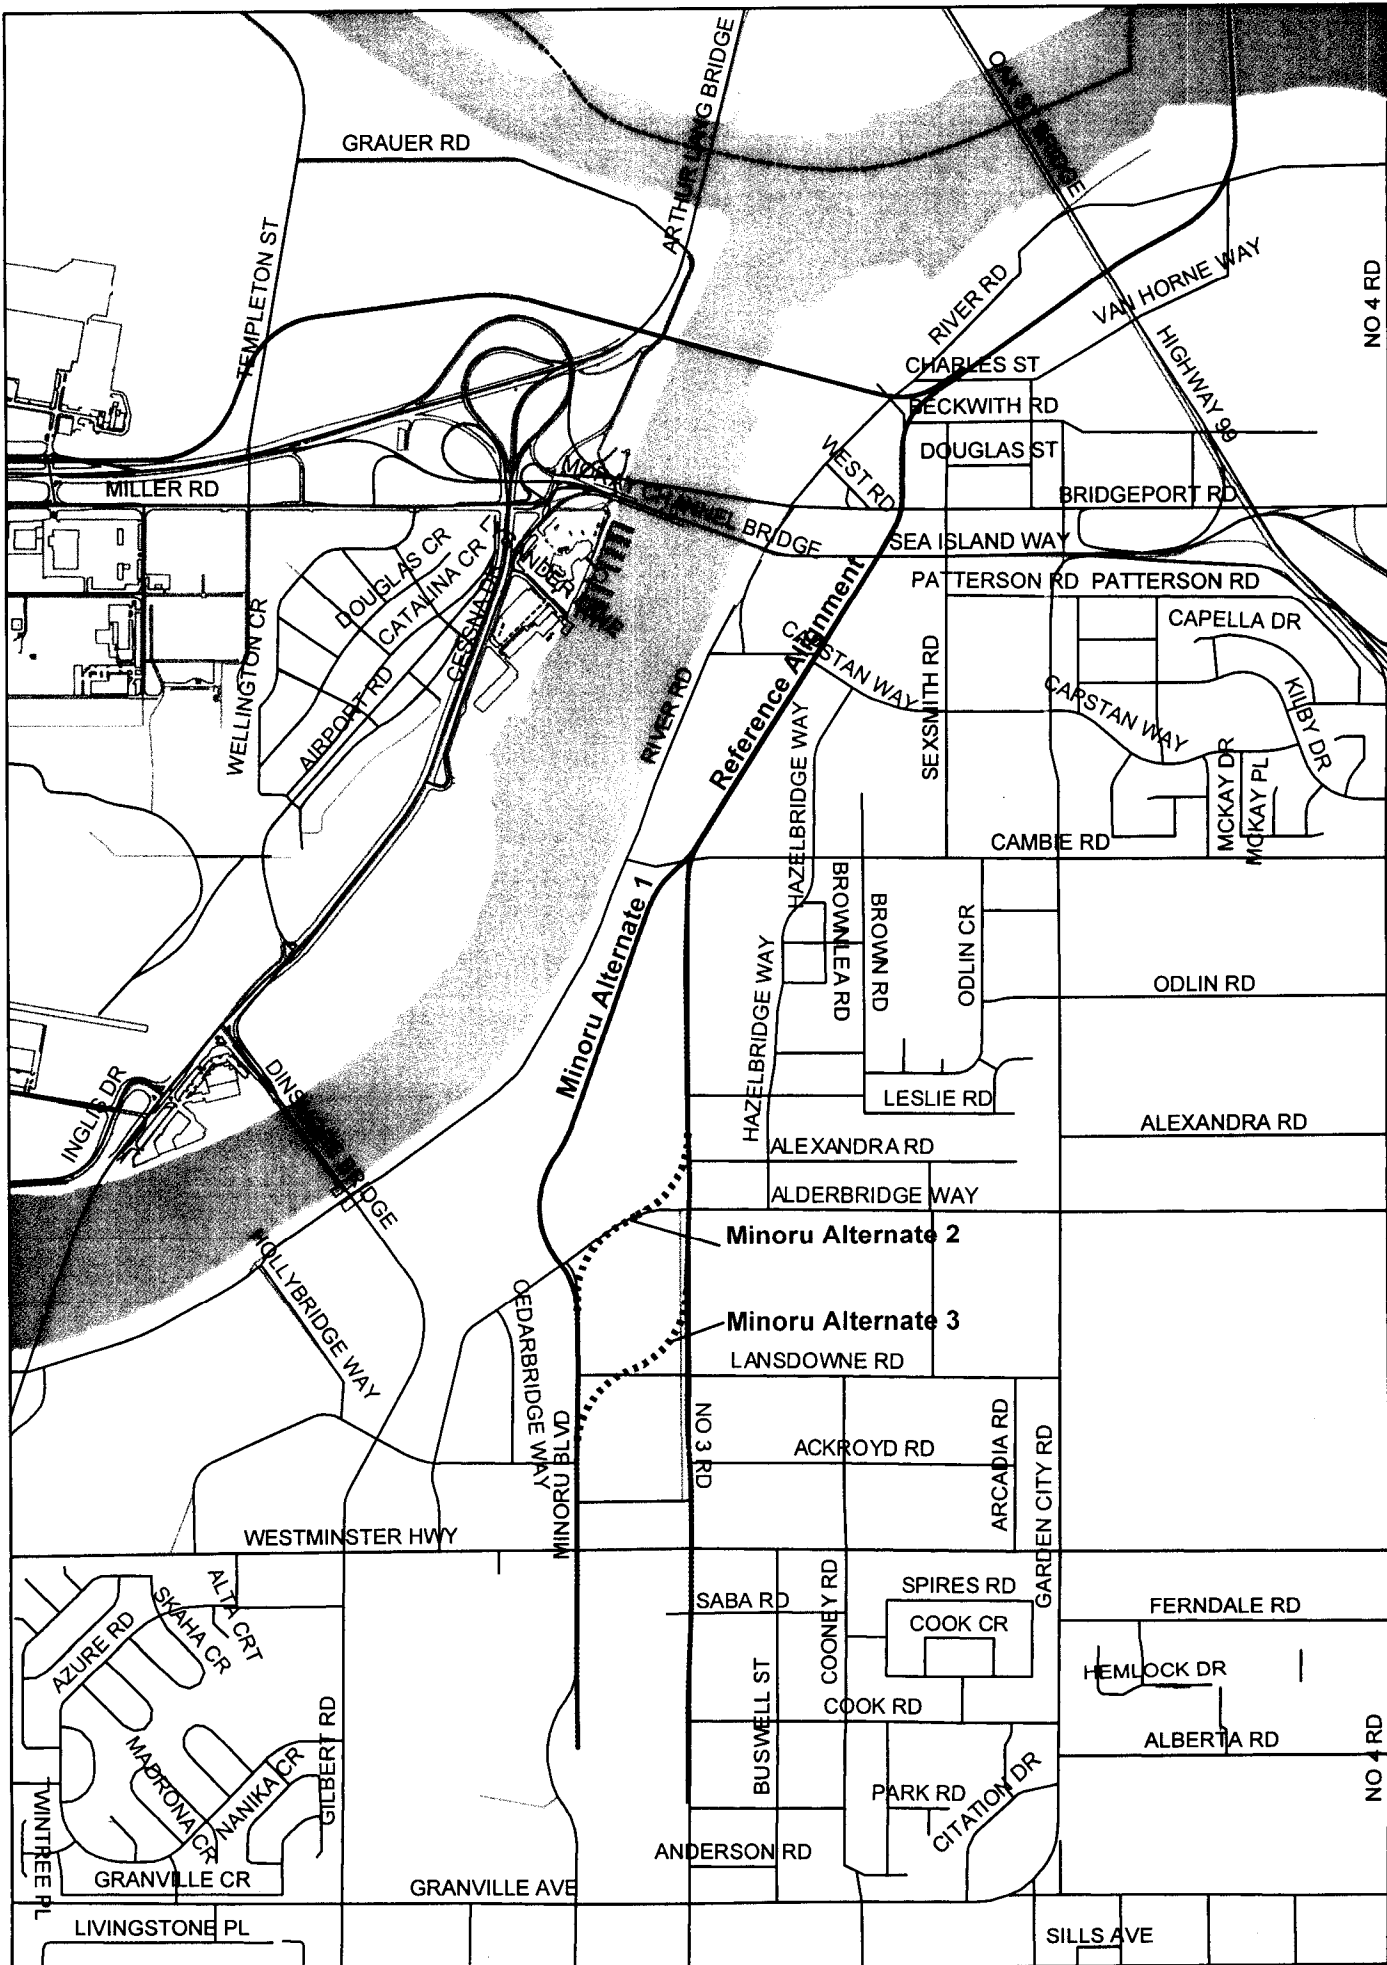 OAK ST BRIDGE
ARTHUR LAING BRIDGE
GRAUER RD
TEMPLETON ST
RIVER RD
VAN HORNE WAY
NO 4 RD
CHARLES ST
HIGHWAY 99
BECKWITH RD
DOUGLAS ST
WEST RD
MORAY CHANNEL BRIDGE
MILLER RD
BRIDGEPORT RD
SEA ISLAND WAY
PATTERSON RD
PATTERSON RD
DOUGLAS CR
CATALINA CR
CESSNA DR
WELLINGTON CR
AIRPORT RD
RIVER RD
Reference Alignment
CAPSTAN WAY
SEXSMITH RD
CAPELLA DR
CAPSTAN WAY
KILBY DR
HAZELBRIDGE WAY
MCKAY DR
MCKAY PL
CAMBIE RD
Minoru Alternate 1
BROWNLEA RD
BROWN RD
ODLIN CR
ODLIN RD
HAZELBRIDGE WAY
INGLIS DR
DINSMORE BRIDGE
LESLIE RD
ALEXANDRA RD
ALEXANDRA RD
ALDERBRIDGE WAY
Minoru Alternate 2
HOLLYBRIDGE WAY
CEDARBRIDGE WAY
Minoru Alternate 3
LANSDOWNE RD
MINORU BLVD
NO 3 RD
ACKROYD RD
ARCADIA RD
GARDEN CITY RD
WESTMINSTER HWY
ALTA CRT
SKAHA CR
AZURE RD
SABA RD
COONEY RD
SPIRES RD
COOK CR
FERNDALE RD
HEMLOCK DR
BUSWELL ST
COOK RD
ALBERTA RD
GILBERT RD
MADRONA CR
NANIKA CR
PARK RD
CITATION DR
NO 4 RD
TWINTREE PL
ANDERSON RD
GRANVILLE CR
GRANVILLE AVE
LIVINGSTONE PL
SILLS AVE